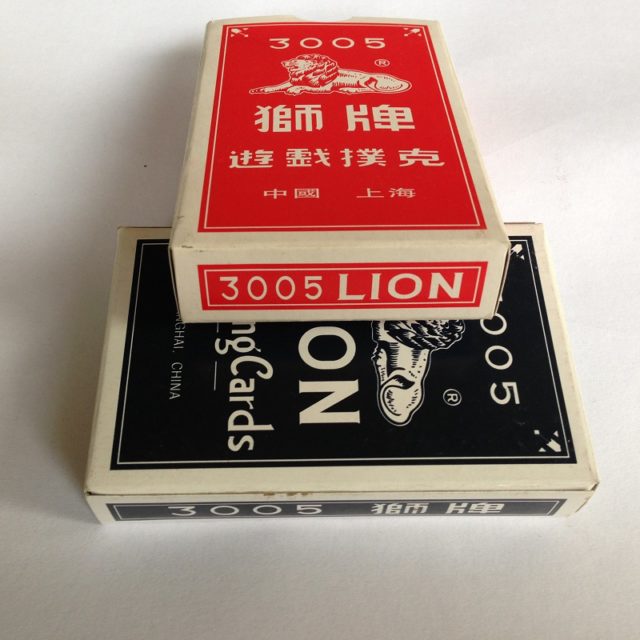 3005
®
獅牌
遊戲撲克
中國 上海
3005 LION
3005
®
ON
ngCards
NGHAI, CHINA
3005 獅牌